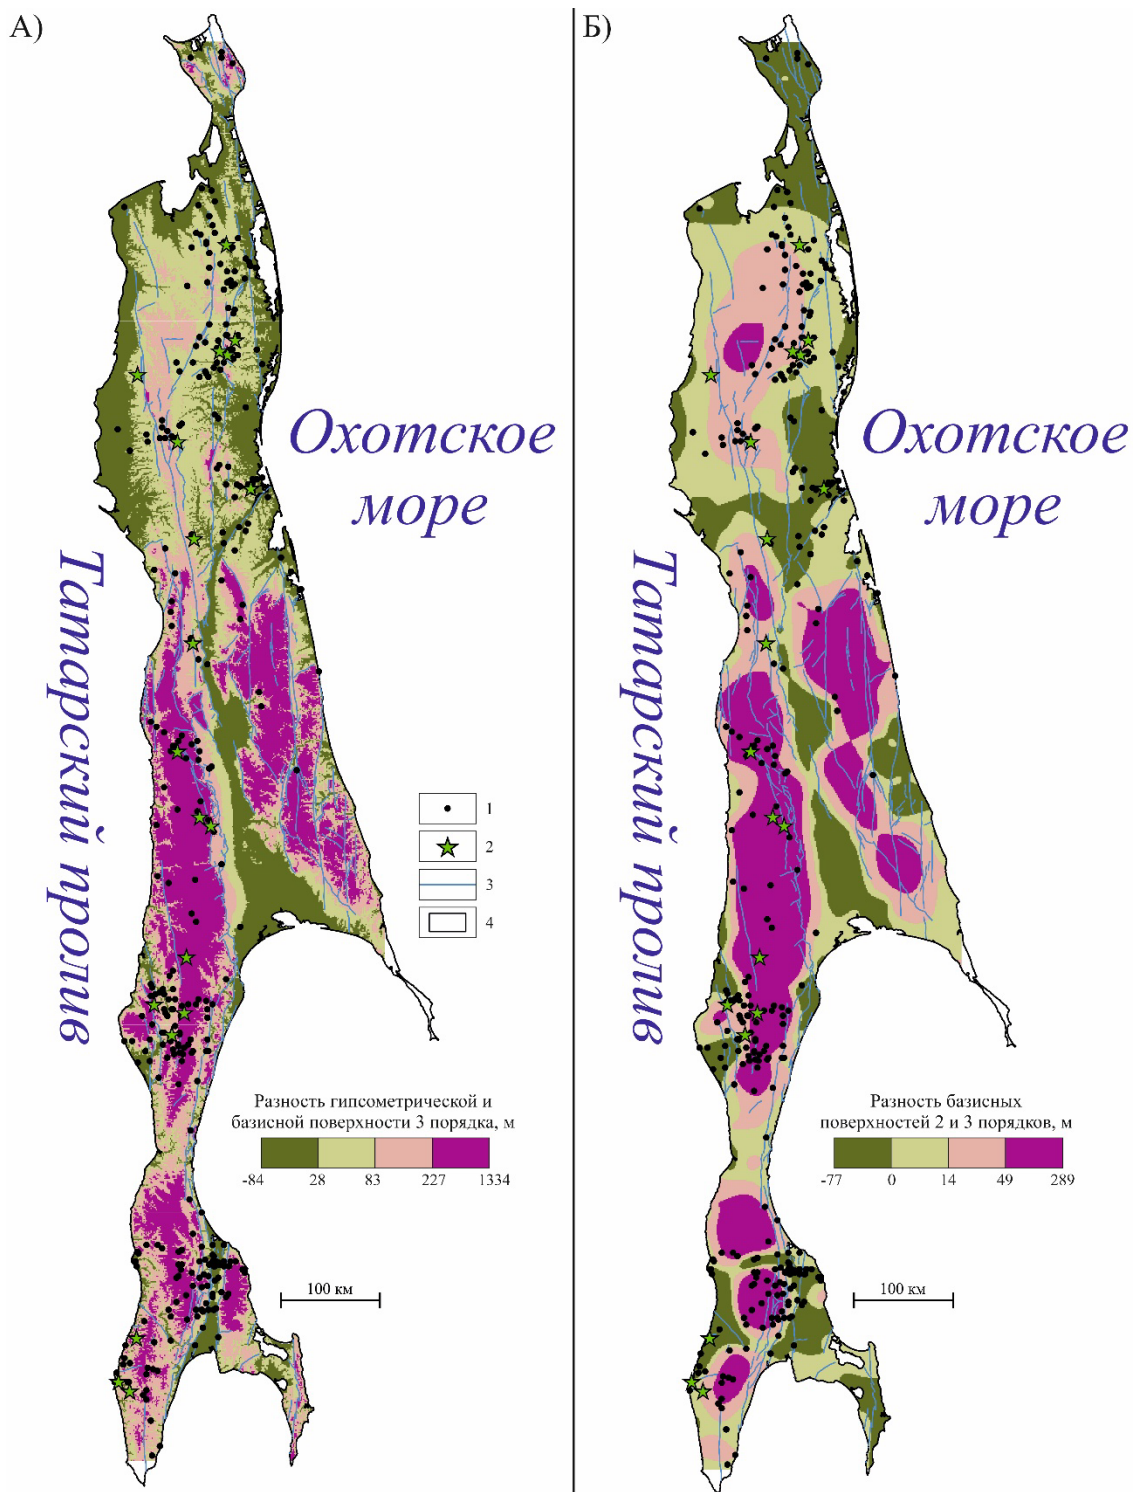 А)
Охотское
море
Татарский пролив
1
2
3
4
Разность гипсометрической и
базисной поверхности 3 порядка, м
-84 28 83 227 1334
100 км
Б)
Охотское
море
Татарский пролив
Разность базисных
поверхностей 2 и 3 порядков, м
-77 0 14 49 289
100 км